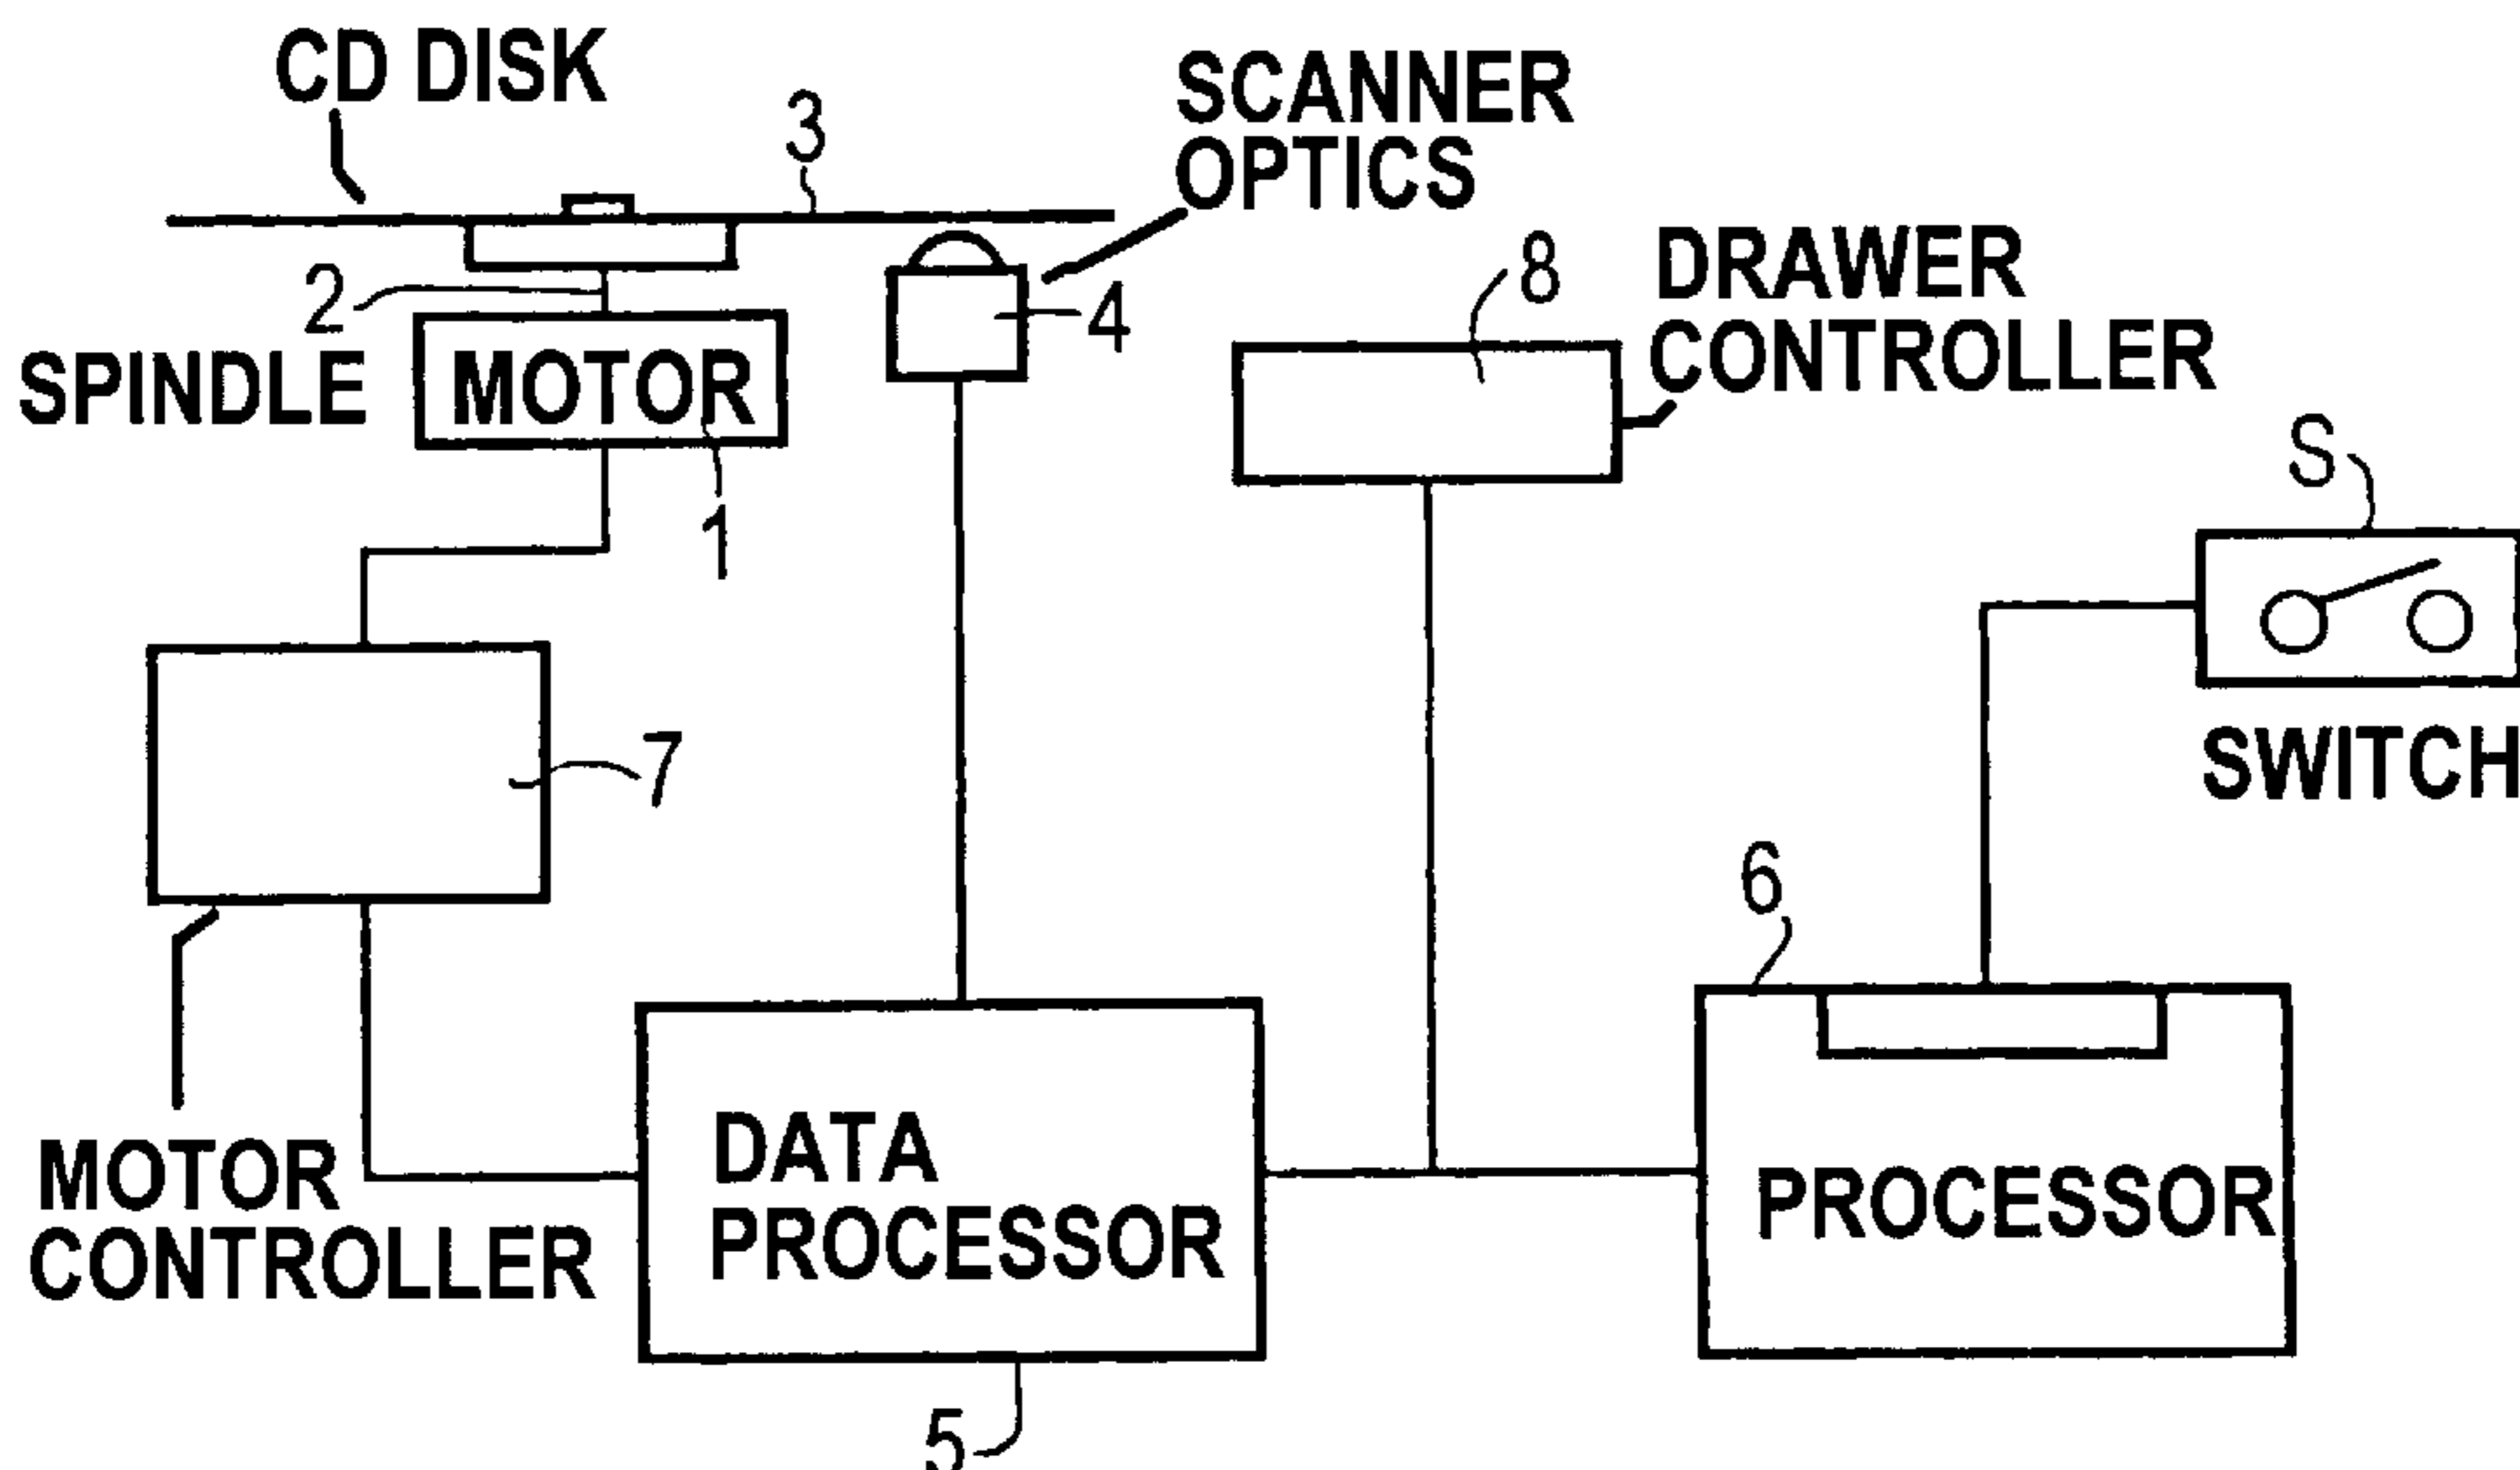 CD DISK
3
SCANNER
OPTICS
2
4
8
DRAWER
CONTROLLER
SPINDLE
MOTOR
1
S
SWITCH
7
6
MOTOR
CONTROLLER
DATA
PROCESSOR
PROCESSOR
5